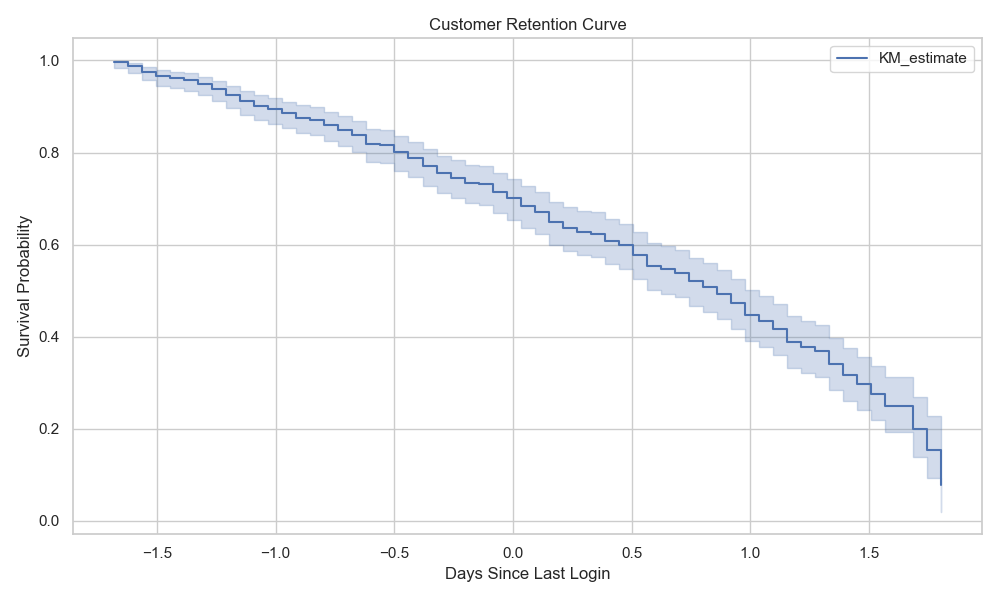 Customer Retention Curve
KM_estimate
Survival Probability
1.0
0.8
0.6
0.4
0.2
0.0
−1.5 −1.0 −0.5 0.0 0.5 1.0 1.5
Days Since Last Login